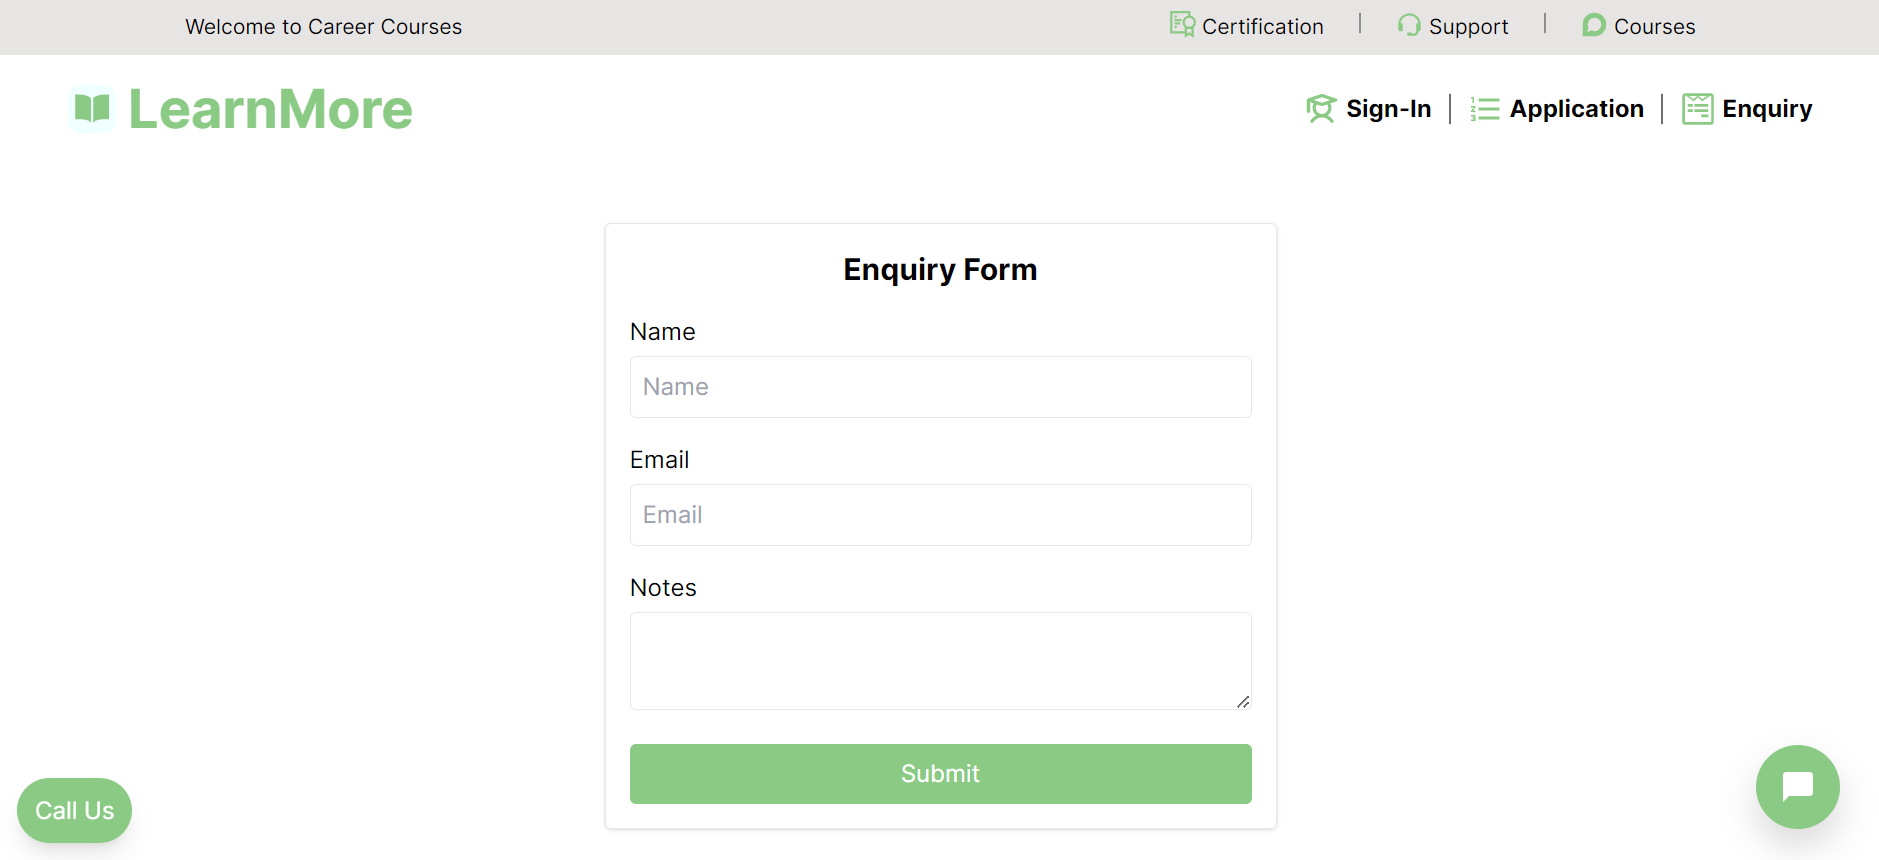 Welcome to Career Courses
Certification
Support
Courses
LearnMore
Sign-In
Application
Enquiry
Enquiry Form
Name
Name
Email
Email
Notes
Submit
Call Us